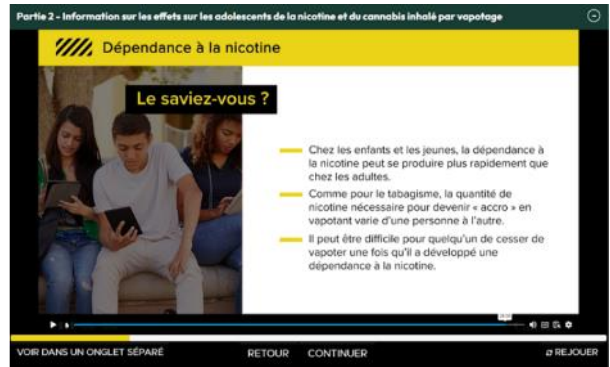 Partie 2 - Information sur les effets sur les adolescents de la nicotine et du cannabis inhalé par vapotage
Dépendance à la nicotine
Le saviez-vous ?
Chez les enfants et les jeunes, la dépendance à
la nicotine peut se produire plus rapidement que
chez les adultes.
Comme pour le tabagisme, la quantité de
nicotine nécessaire pour devenir « accro » en
vapotant varie d'une personne à l'autre.
Il peut être difficile pour quelqu'un de cesser de
vapoter une fois qu'il a développé une
dépendance à la nicotine.
VOIR DANS UN ONGLET SÉPARÉ RETOUR CONTINUER REJOUER